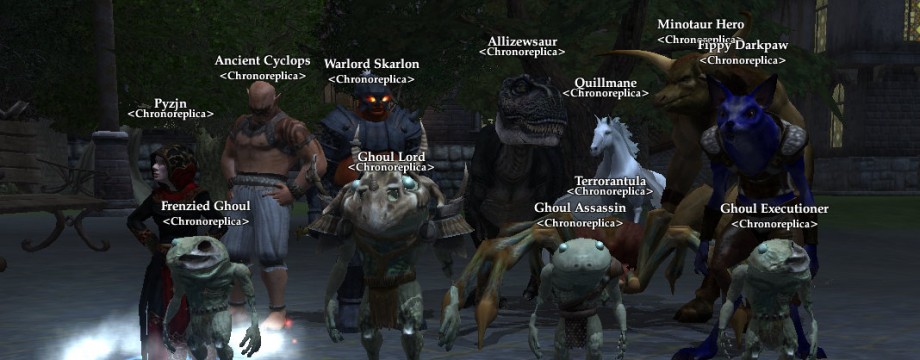 Minotaur Hero
<Chronoreplica>
Allizewsaur
<Chronoreplica>
Fippy Darkpaw
<Chronoreplica>
Ancient Cyclops
<Chronoreplica>
Warlord Skarlon
<Chronoreplica>
Quillmane
<Chronoreplica>
Pyzjn
<Chronoreplica>
Ghoul Lord
<Chronoreplica>
Terrorantula
<Chronoreplica>
Frenzied Ghoul
<Chronoreplica>
Ghoul Assassin
<Chronoreplica>
Ghoul Executioner
<Chronoreplica>